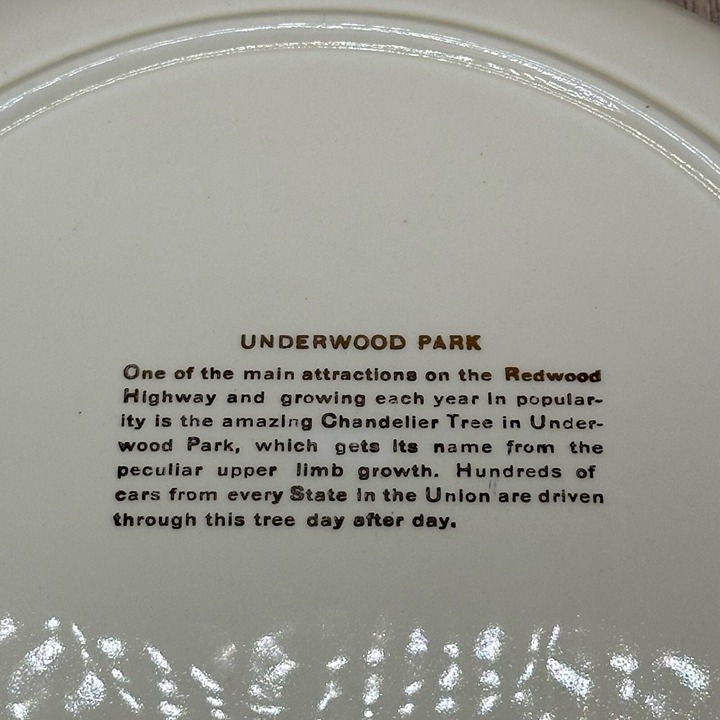 UNDERWOOD PARK
One of the main attractions on the Redwood
Highway and growing each year in popular-
ity is the amazing Chandelier Tree in Under-
wood Park, which gets its name from the
peculiar upper limb growth. Hundreds of
cars from every State in the Union are driven
through this tree day after day.